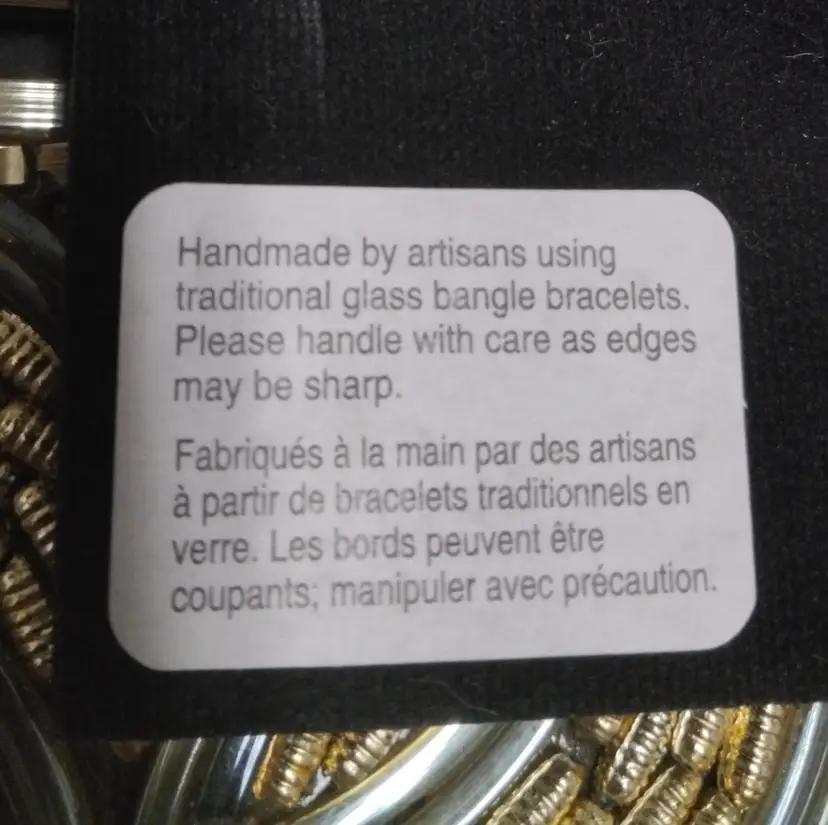 Handmade by artisans using
traditional glass bangle bracelets.
Please handle with care as edges
may be sharp.
Fabriqués à la main par des artisans
à partir de bracelets traditionnels en
verre. Les bords peuvent être
coupants; manipuler avec précaution.